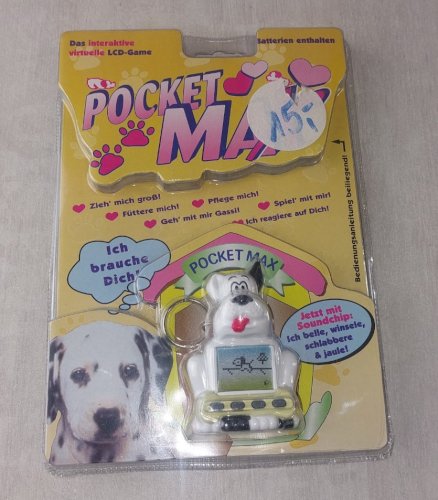 Das interaktive
virtuelle LCD-Game
Batterien enthalten
POCKET
MAX
15,-
Zieh' mich groß!
Füttere mich!
Pflege mich!
Spiel' mit mir!
Geh' mit mir Gassi!
Ich reagiere auf Dich!
Bedienungsanleitung beiliegend!
Ich
brauche
Dich!
POCKET MAX
Jetzt mit
Soundchip:
Ich belle, winsele,
schlabbere
& jaule!